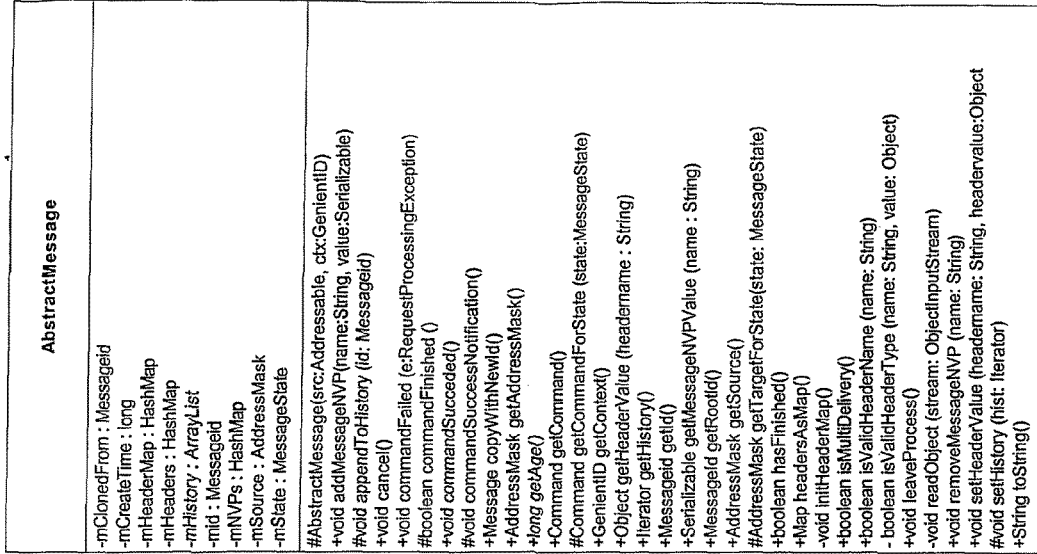 AbstractMessage
-mClonedFrom : Messageid
-mCreateTime : long
-mHeaderMap : HashMap
-mHeaders : HashMap
-mHistory : ArrayList
-mid : Messageid
-mNVPs : HashMap
-mSource : AddressMask
-mState : MessageState
#AbstractMessage(src:Addressable, ctx:GenientID)
+void addMessageNVP(name:String, value:Serializable)
#void appendToHistory (id: Messageid)
+void cancel()
+void commandFailed (e:RequestProcessingException)
#boolean commandFinished ()
+void commandSucceded()
#void commandSuccessNotification()
+Message copyWithNewId()
+AddressMask getAddressMask()
+long getAge()
+Command getCommand()
#Command getCommandForState (state:MessageState)
+GenientID getContext()
+Object getHeaderValue (headername : String)
+Iterator getHistory()
+MessageId getId()
+Serializable getMessageNVPValue (name : String)
+MessageId getRootId()
+AddressMask getSource()
#AddressMask getTargetForState(state: MessageState)
+boolean hasFinished()
+Map headersAsMap()
-void initHeaderMap()
+boolean isMultiDelivery()
+boolean isValidHeaderName (name: String)
- boolean isValidHeaderType (name: String, value: Object)
+void leaveProcess()
-void readObject (stream: ObjectInputStream)
+void removeMessageNVP (name: String)
+void setHeaderValue (headername: String, headervalue:Object
#void setHistory (hist: Iterator)
+String toString()